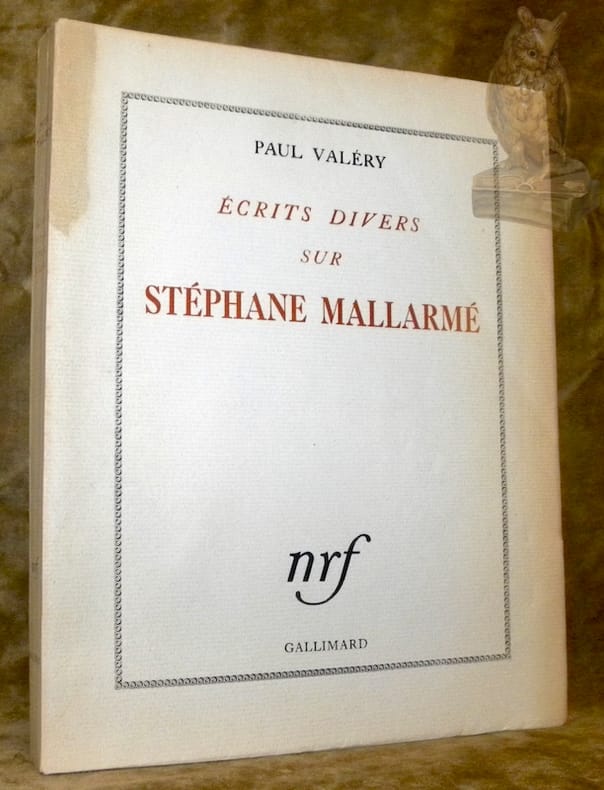 PAUL VALÉRY
ÉCRITS DIVERS
SUR
STÉPHANE MALLARMÉ
nrf
GALLIMARD